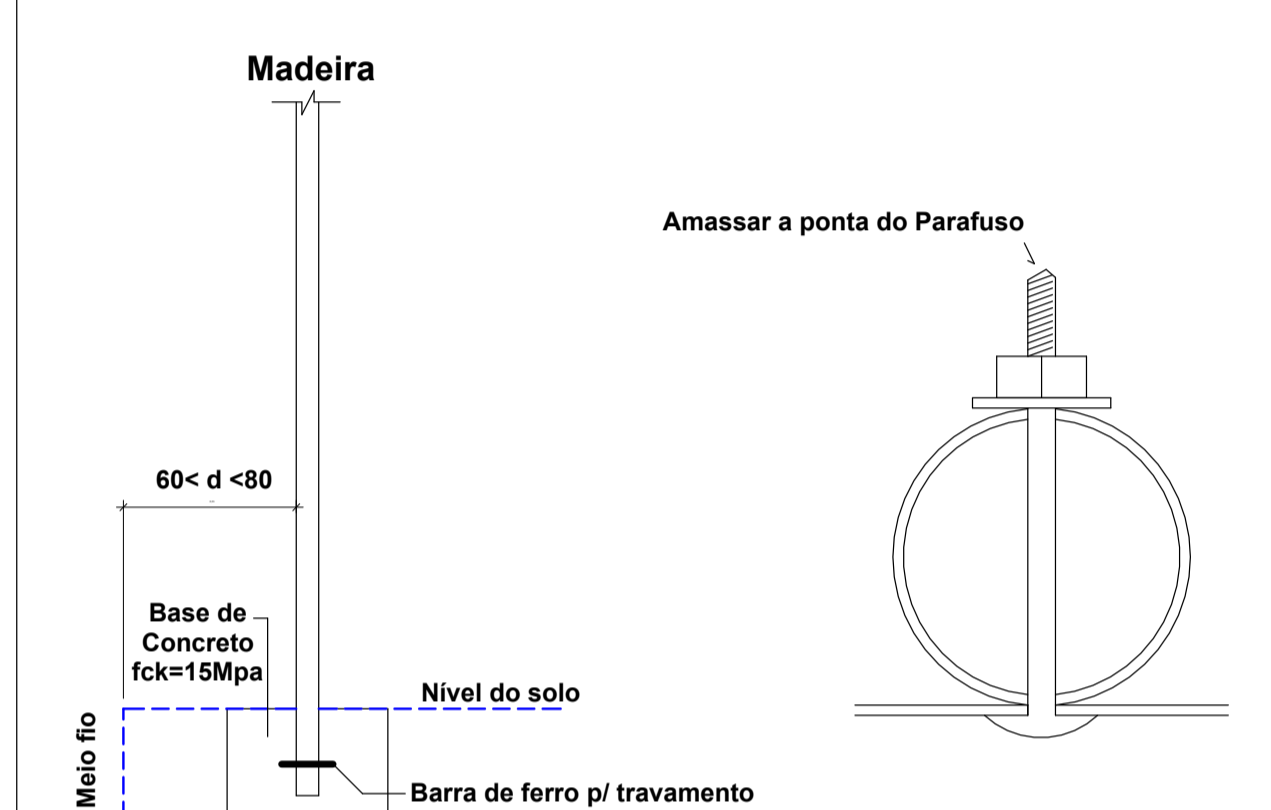 Madeira
Amassar a ponta do Parafuso
60< d <80
Base de
Concreto
fck=15Mpa
Nível do solo
Meio fio
Barra de ferro p/ travamento